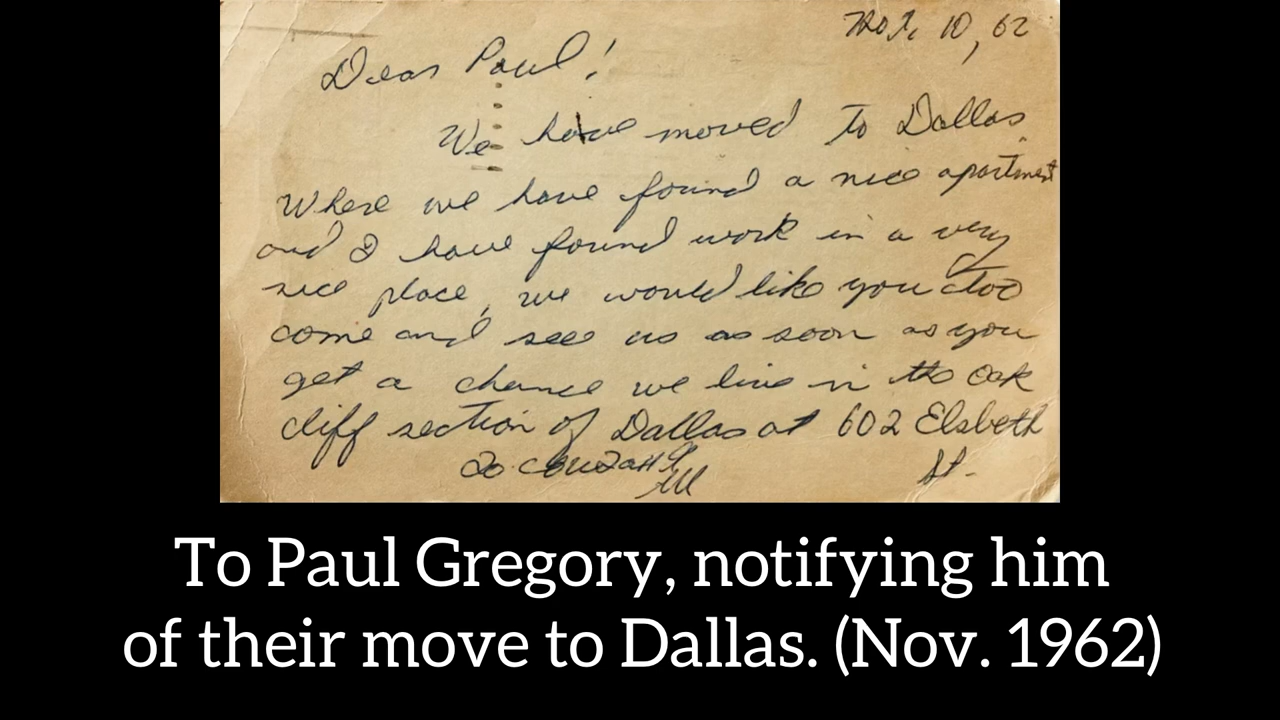 Nov. 10, 62
Dear Paul!
We have moved to Dallas
Where we have found a nice apartment
and I have found work in a very
nice place, we would like you too
come and see us as soon as you
get a chance we live in the Oak
cliff section of Dallas at 602 Elsbeth
St.
To Paul Gregory, notifying him
of their move to Dallas. (Nov. 1962)